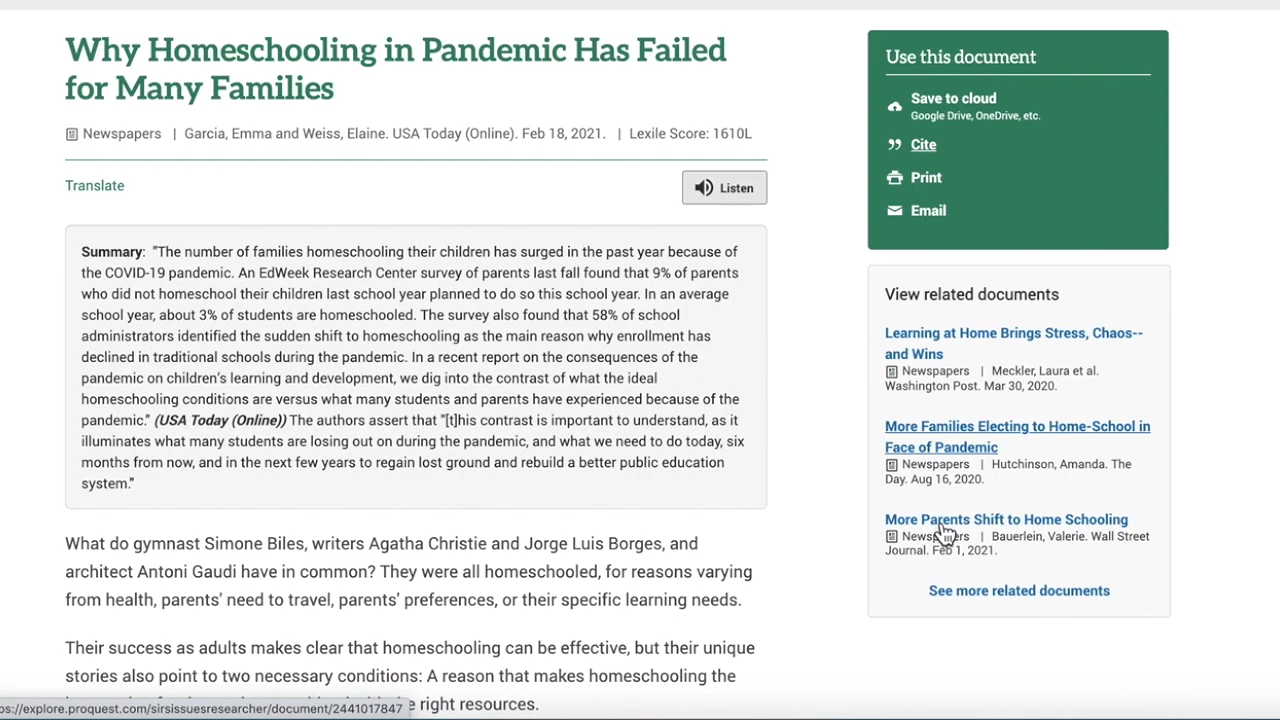 Why Homeschooling in Pandemic Has Failed
for Many Families
Newspapers | Garcia, Emma and Weiss, Elaine. USA Today (Online). Feb 18, 2021. | Lexile Score: 1610L
Translate
Listen
Summary: "The number of families homeschooling their children has surged in the past year because of
the COVID-19 pandemic. An EdWeek Research Center survey of parents last fall found that 9% of parents
who did not homeschool their children last school year planned to do so this school year. In an average
school year, about 3% of students are homeschooled. The survey also found that 58% of school
administrators identified the sudden shift to homeschooling as the main reason why enrollment has
declined in traditional schools during the pandemic. In a recent report on the consequences of the
pandemic on children's learning and development, we dig into the contrast of what the ideal
homeschooling conditions are versus what many students and parents have experienced because of the
pandemic." (USA Today (Online)) The authors assert that "[t]his contrast is important to understand, as it
illuminates what many students are losing out on during the pandemic, and what we need to do today, six
months from now, and in the next few years to regain lost ground and rebuild a better public education
system."
What do gymnast Simone Biles, writers Agatha Christie and Jorge Luis Borges, and
architect Antoni Gaudi have in common? They were all homeschooled, for reasons varying
from health, parents' need to travel, parents' preferences, or their specific learning needs.
Their success as adults makes clear that homeschooling can be effective, but their unique
stories also point to two necessary conditions: A reason that makes homeschooling the
right resources.
ps://explore.proquest.com/sirsissuesresearcher/document/2441017847
Use this document
Save to cloud
Google Drive, OneDrive, etc.
Cite
Print
Email
View related documents
Learning at Home Brings Stress, Chaos--
and Wins
Newspapers | Meckler, Laura et al.
Washington Post. Mar 30, 2020.
More Families Electing to Home-School in
Face of Pandemic
Newspapers | Hutchinson, Amanda. The
Day. Aug 16, 2020.
More Parents Shift to Home Schooling
Newspapers | Bauerlein, Valerie. Wall Street
Journal. Feb 1, 2021.
See more related documents